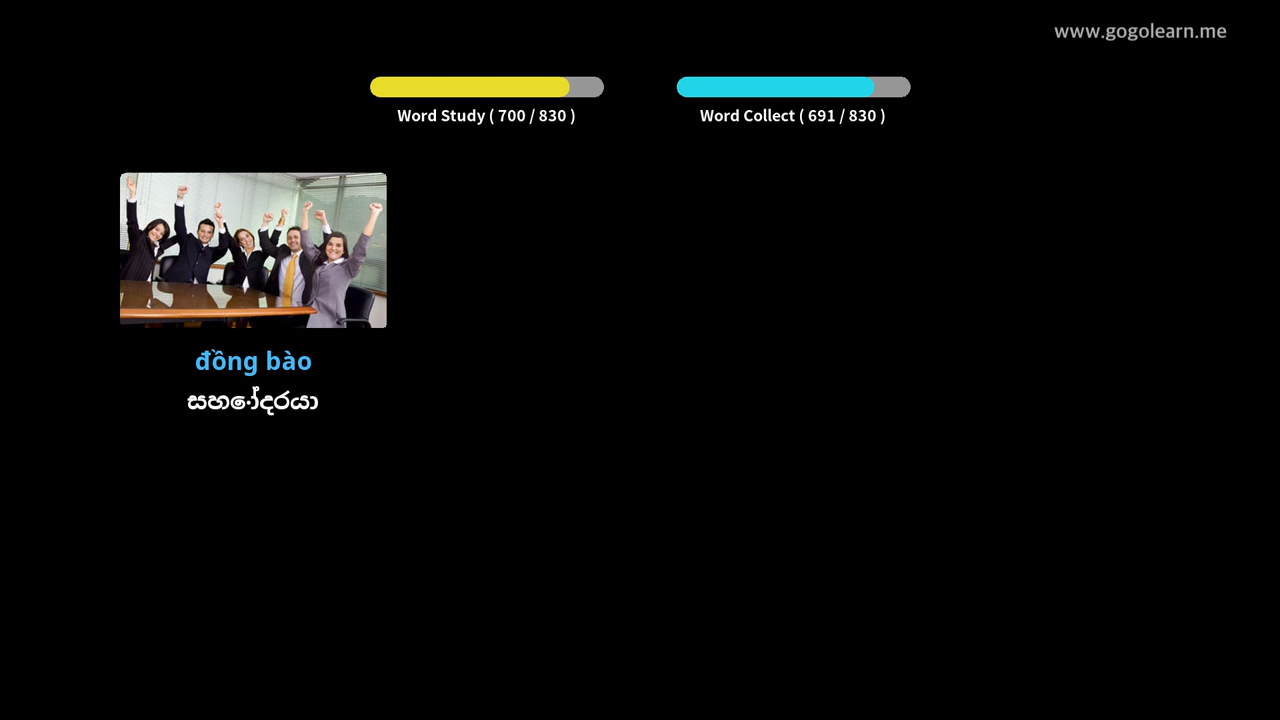 www.gogolearn.me
Word Study ( 700 / 830 )
Word Collect ( 691 / 830 )
đồng bào
සහෝදරයා